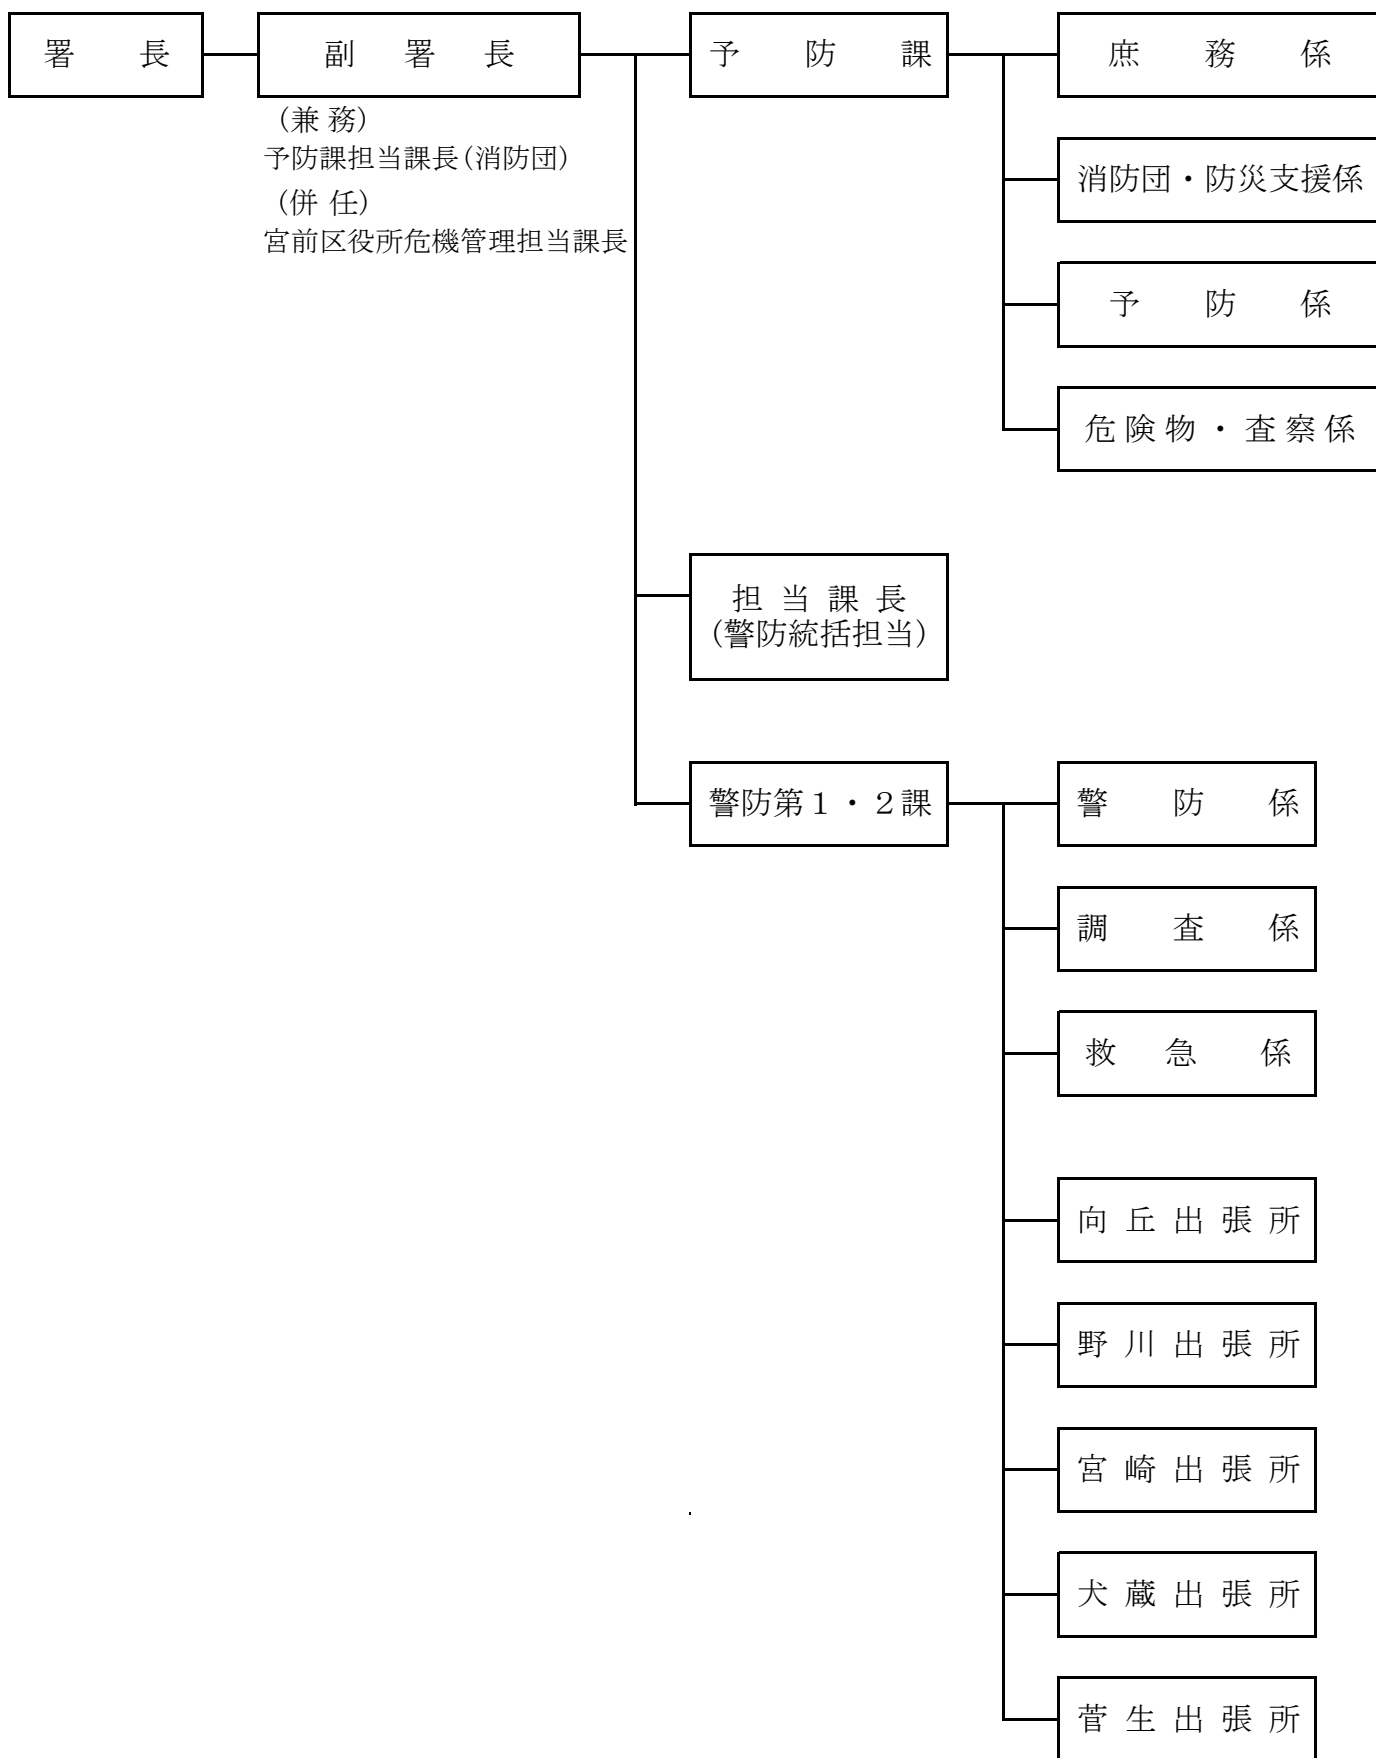 署長
副署長
(兼務)
予防課担当課長(消防団)
(併任)
宮前区役所危機管理担当課長
予防課
庶務係
消防団・防災支援係
予防係
危険物・査察係
担当課長
(警防統括担当)
警防第１・２課
警防係
調査係
救急係
向丘出張所
野川出張所
宮崎出張所
犬蔵出張所
菅生出張所